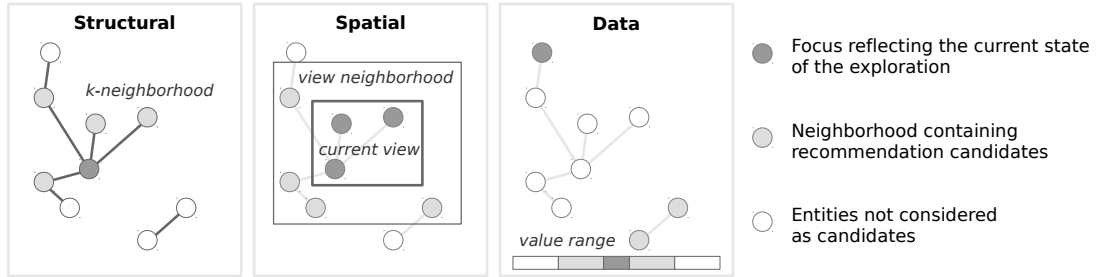 Structural
k-neighborhood
Spatial
view neighborhood
current view
Data
value range
Focus reflecting the current state
of the exploration
Neighborhood containing
recommendation candidates
Entities not considered
as candidates